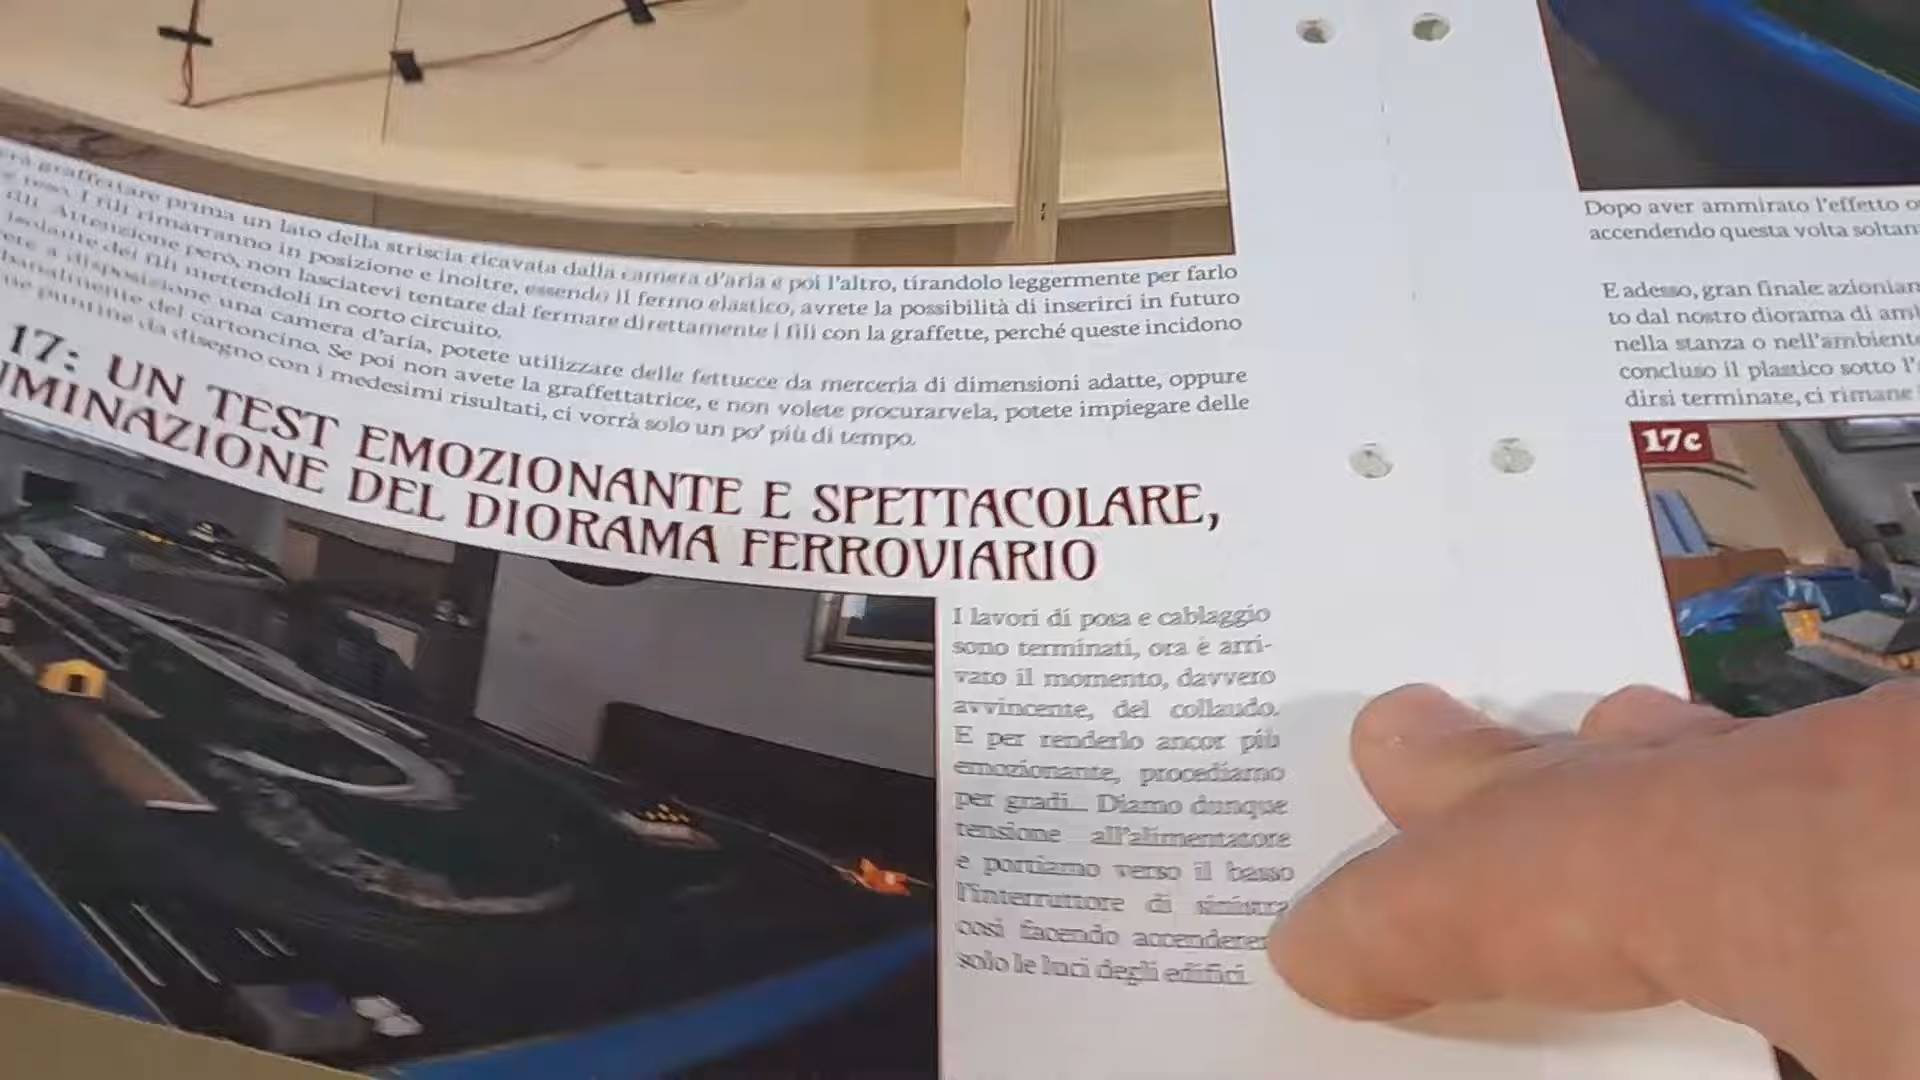 graffettare prima un lato della striscia ricavata dalla camera d'aria e poi l'altro, tirandolo leggermente per farlo
I fili rimarranno in posizione e inoltre, essendo il fermo elastico, avrete la possibilità di inserirci in futuro
fili. Attenzione però, non lasciatevi tentare dal fermare direttamente i fili con la graffette, perché queste incidono
isolante dei fili mettendoli in corto circuito.
a disposizione una camera d'aria, potete utilizzare delle fettucce da merceria di dimensioni adatte, oppure
banalmente del cartoncino. Se poi non avete la graffettatrice, e non volete procurarvela, potete impiegare delle
puntine da disegno con i medesimi risultati, ci vorrà solo un po' più di tempo.
17: UN TEST EMOZIONANTE E SPETTACOLARE,
MINAZIONE DEL DIORAMA FERROVIARIO
I lavori di posa e cablaggio
sono terminati, ora è arri-
vato il momento, davvero
avvincente, del collaudo.
E per renderlo ancor più
emozionante, procediamo
per gradi... Diamo dunque
tensione all'alimentatore
e portiamo verso il basso
l'interruttore di sinistra
così facendo accendere
solo le luci degli edifici.
Dopo aver ammirato l'effetto
accendendo questa volta soltan
E adesso, gran finale: azionian
to dal nostro diorama di
nella stanza o nell'ambiente
concluso il plastico sotto
dirsi terminate, ci rimane
17c